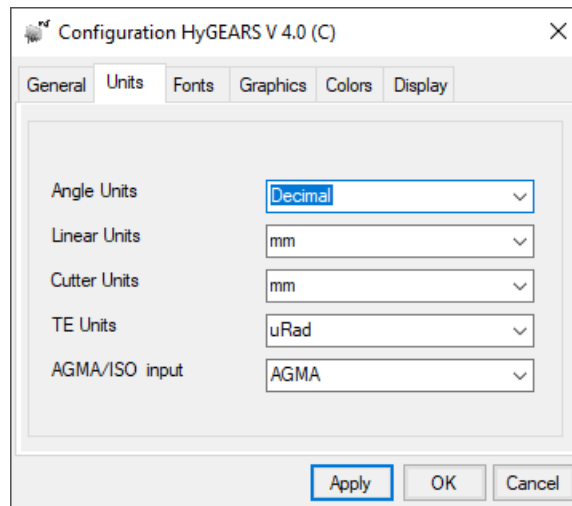 Configuration HyGEARS V 4.0 (C)
General Units Fonts Graphics Colors Display
Angle Units Decimal
Linear Units mm
Cutter Units mm
TE Units uRad
AGMA/ISO input AGMA
Apply OK Cancel